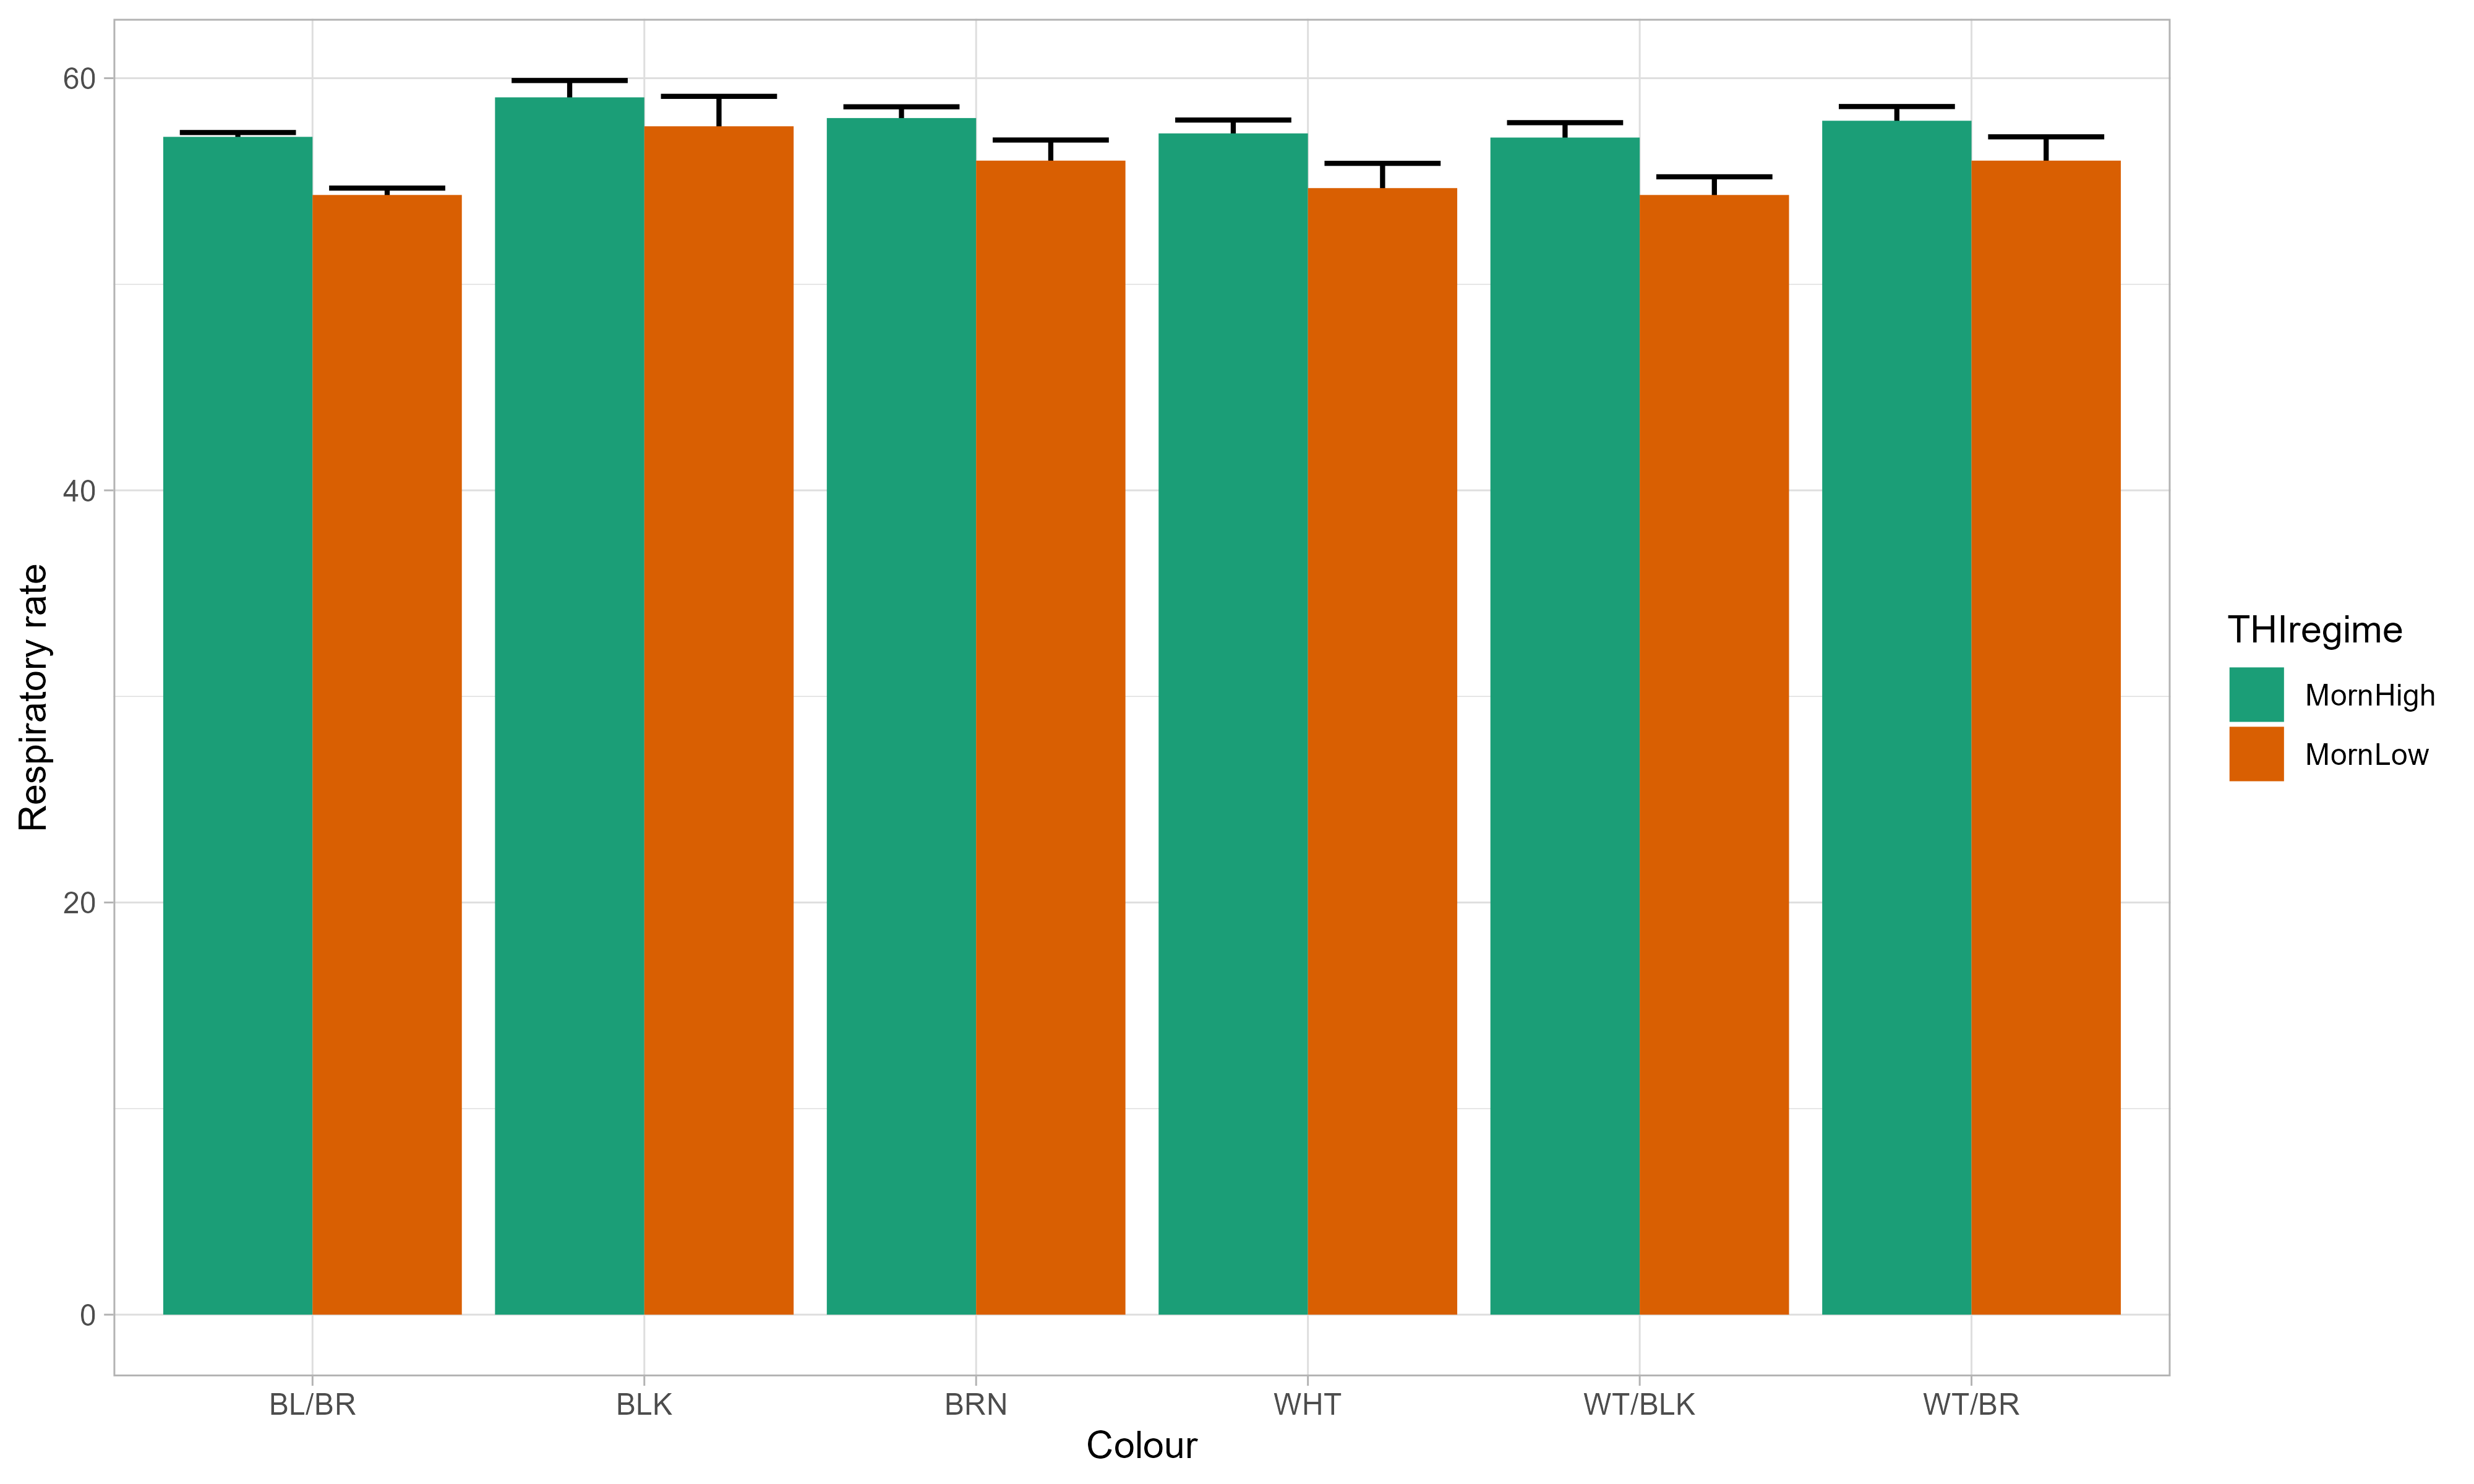 60
40
20
0
Respiratory rate
BL/BR
BLK
BRN
WHT
WT/BLK
WT/BR
Colour
THIregime
MornHigh
MornLow